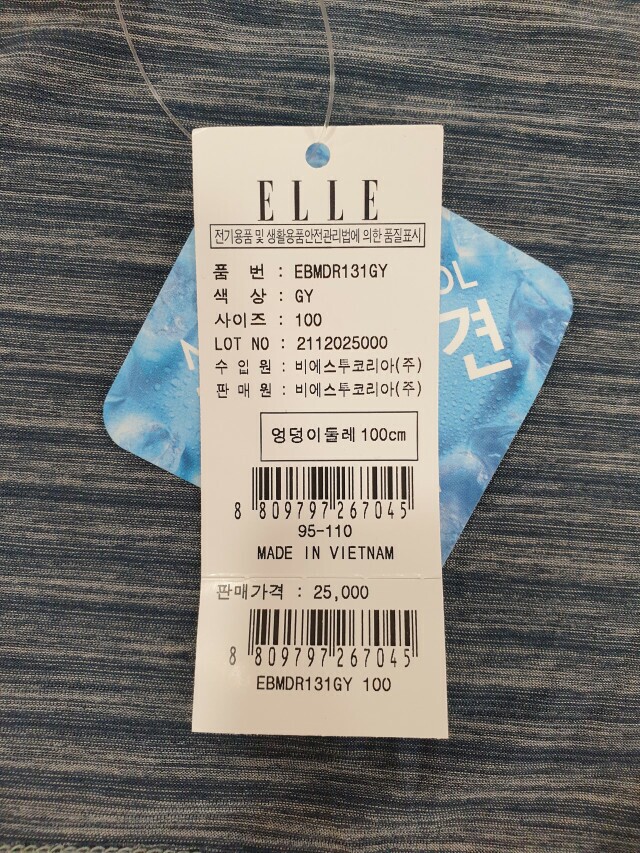 ELLE
전기용품 및 생활용품안전관리법에 의한 품질표시
품 번 : EBMDR131GY
색 상 : GY
사이즈 : 100
LOT NO : 2112025000
수 입 원 : 비에스투코리아(주)
판 매 원 : 비에스투코리아(주)
엉덩이둘레 100cm
8 809797 267045
95-110
MADE IN VIETNAM
판매가격 : 25,000
8 809797 267045
EBMDR131GY 100
OL
견